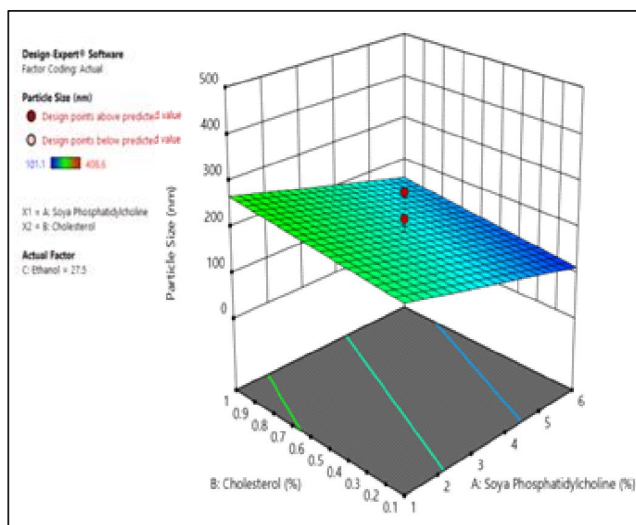 Design-Expert® Software
Factor Coding: Actual
Particle Size (nm)
Design points above predicted value
Design points below predicted value
101.1 408.6
X1 = A: Soya Phosphatidylcholine
X2 = B: Cholesterol
Actual Factor
C: Ethanol = 27.5
Particle Size (nm)
500
400
300
200
100
0
1
0.9
0.8
0.7
0.6
0.5
0.4
0.3
0.2
0.1
B: Cholesterol (%)
1
2
3
4
5
6
A: Soya Phosphatidylcholine (%)